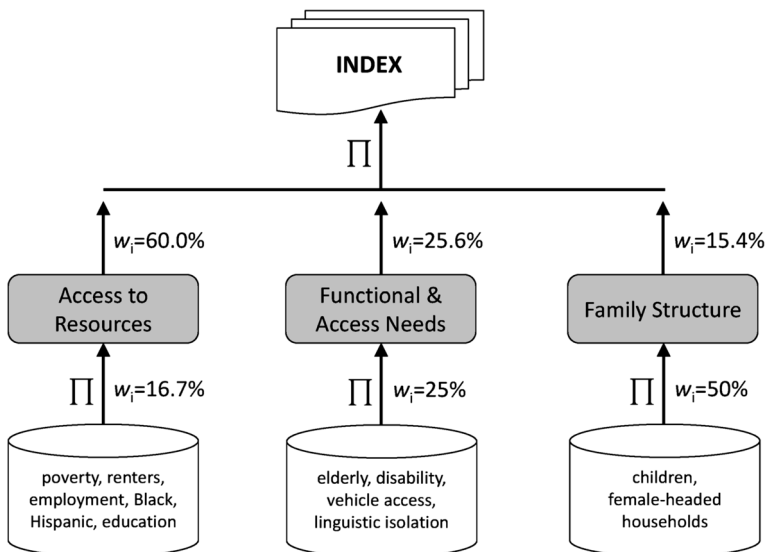 INDEX
∏
wi=60.0%
wi=25.6%
wi=15.4%
Access to
Resources
Functional &
Access Needs
Family Structure
∏ wi=16.7%
∏ wi=25%
∏ wi=50%
poverty, renters,
employment, Black,
Hispanic, education
elderly, disability,
vehicle access,
linguistic isolation
children,
female-headed
households